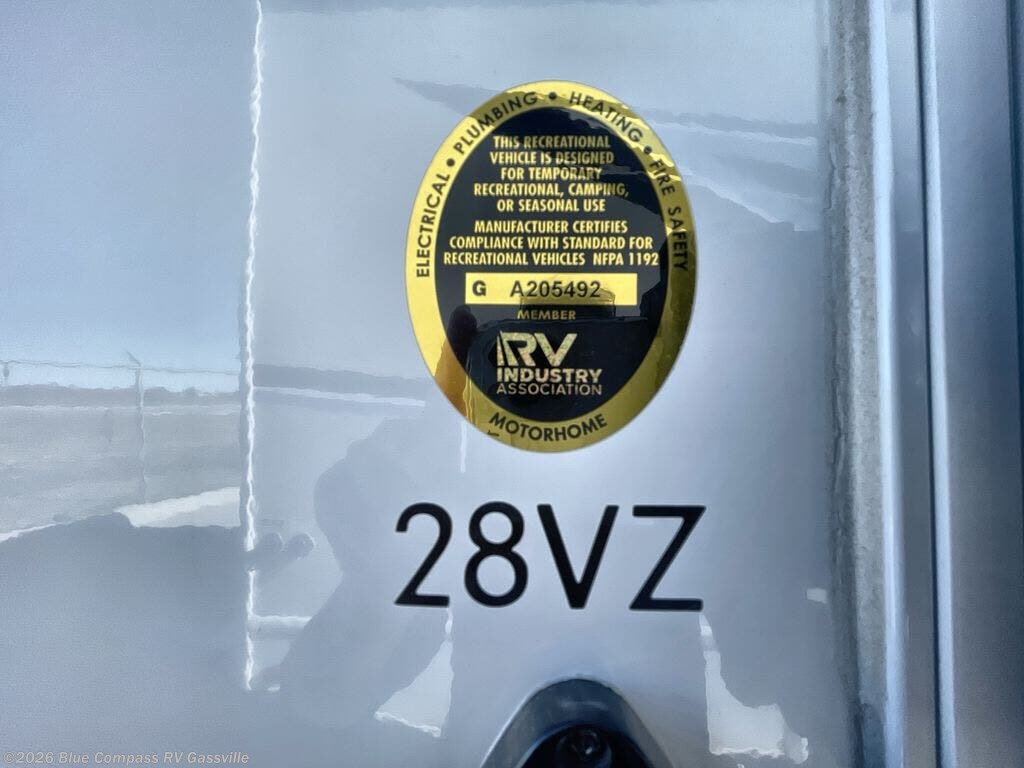 ELECTRICAL • PLUMBING • HEATING • FIRE SAFETY
THIS RECREATIONAL
VEHICLE IS DESIGNED
FOR TEMPORARY
RECREATIONAL, CAMPING,
OR SEASONAL USE
MANUFACTURER CERTIFIES
COMPLIANCE WITH STANDARD FOR
RECREATIONAL VEHICLES NFPA 1192
G A205492
MEMBER
RV
INDUSTRY
ASSOCIATION
MOTORHOME
28VZ
©2026 Blue Compass RV Gassville